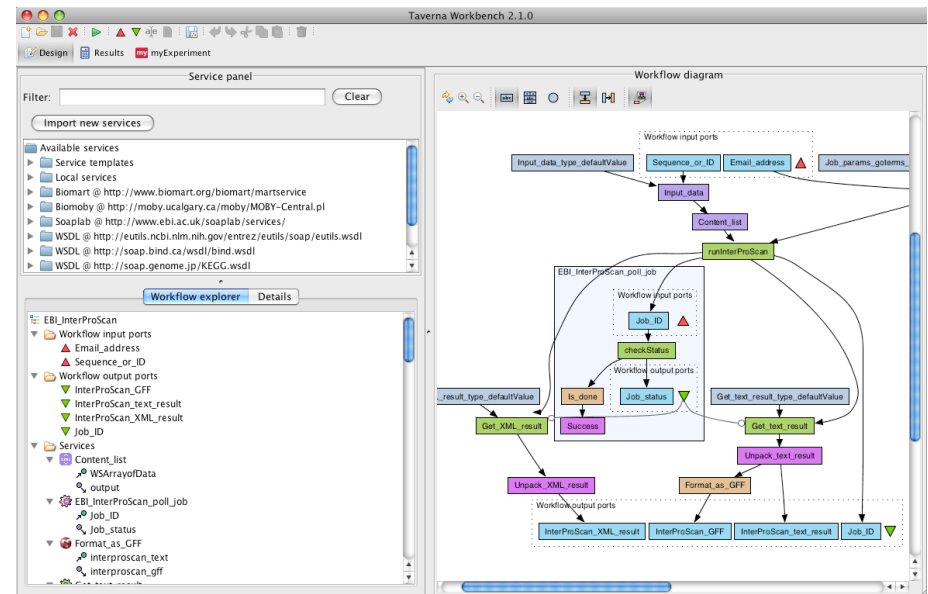 Taverna Workbench 2.1.0
Design Results my myExperiment
Service panel
Filter: Clear
Import new services
Available services
Service templates
Local services
Biomart @ http://www.biomart.org/biomart/martservice
Biomoby @ http://moby.ucalgary.ca/moby/MOBY-Central.pl
Soaplab @ http://www.ebi.ac.uk/soaplab/services/
WSDL @ http://eutils.ncbi.nlm.nih.gov/entrez/eutils/soap/eutils.wsdl
WSDL @ http://soap.bind.ca/wsdl/bind.wsdl
WSDL @ http://soap.genome.jp/KEGG.wsdl
Workflow explorer Details
EBI_InterProScan
Workflow input ports
Email_address
Sequence_or_ID
Workflow output ports
InterProScan_GFF
InterProScan_text_result
InterProScan_XML_result
Job_ID
Services
Content_list
WSArrayofData
output
EBI_InterProScan_poll_job
Job_ID
Job_status
Format_as_GFF
interproscan_text
interproscan_gff
Get_text_result
Workflow diagram
Workflow input ports
Input_data_type_defaultValue Sequence_or_ID Email_address Job_params_goterms_
Input_data
Content_list
runInterProScan
EBI_InterProScan_poll_job
Workflow input ports
Job_ID
checkStatus
Workflow output ports
_result_type_defaultValue Is_done Job_status Get_text_result_type_defaultValue
Get_XML_result Success Get_text_result
Unpack_text_result
Unpack_XML_result Format_as_GFF
Workflow output ports
InterProScan_XML_result InterProScan_GFF InterProScan_text_result Job_ID